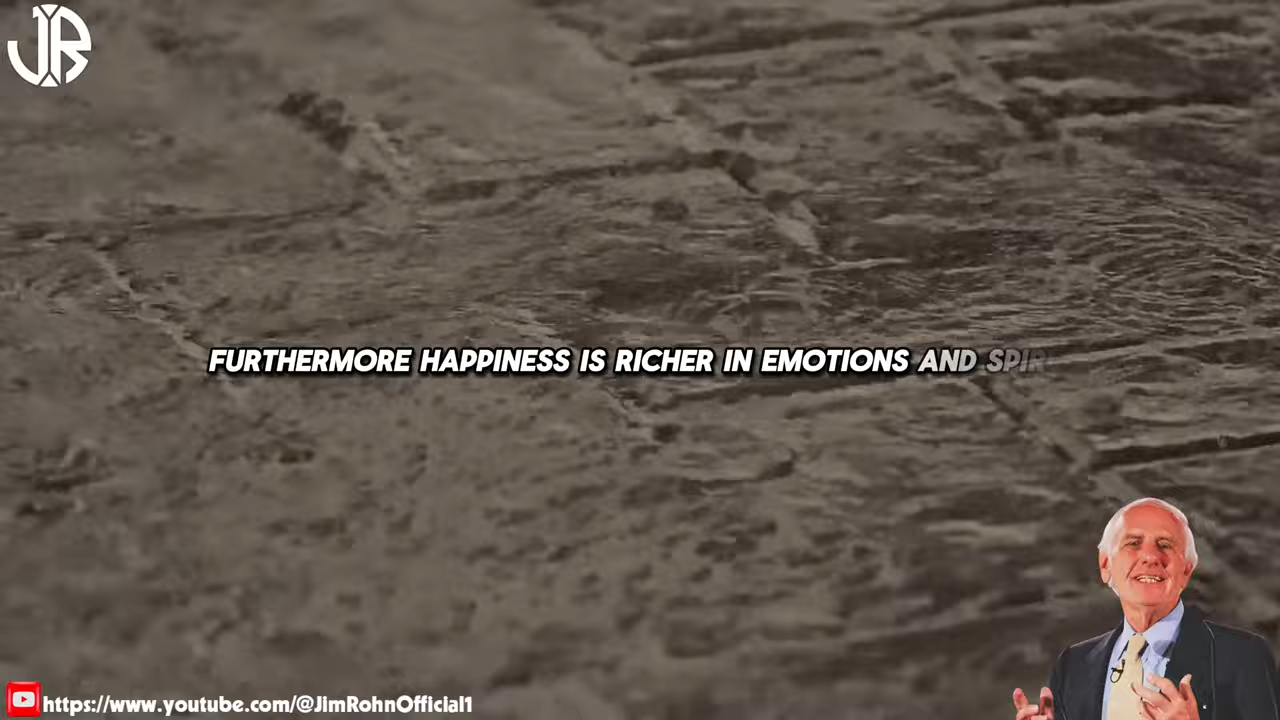 JR
FURTHERMORE HAPPINESS IS RICHER IN EMOTIONS AND
https://www.youtube.com/@JimRohnOfficial1